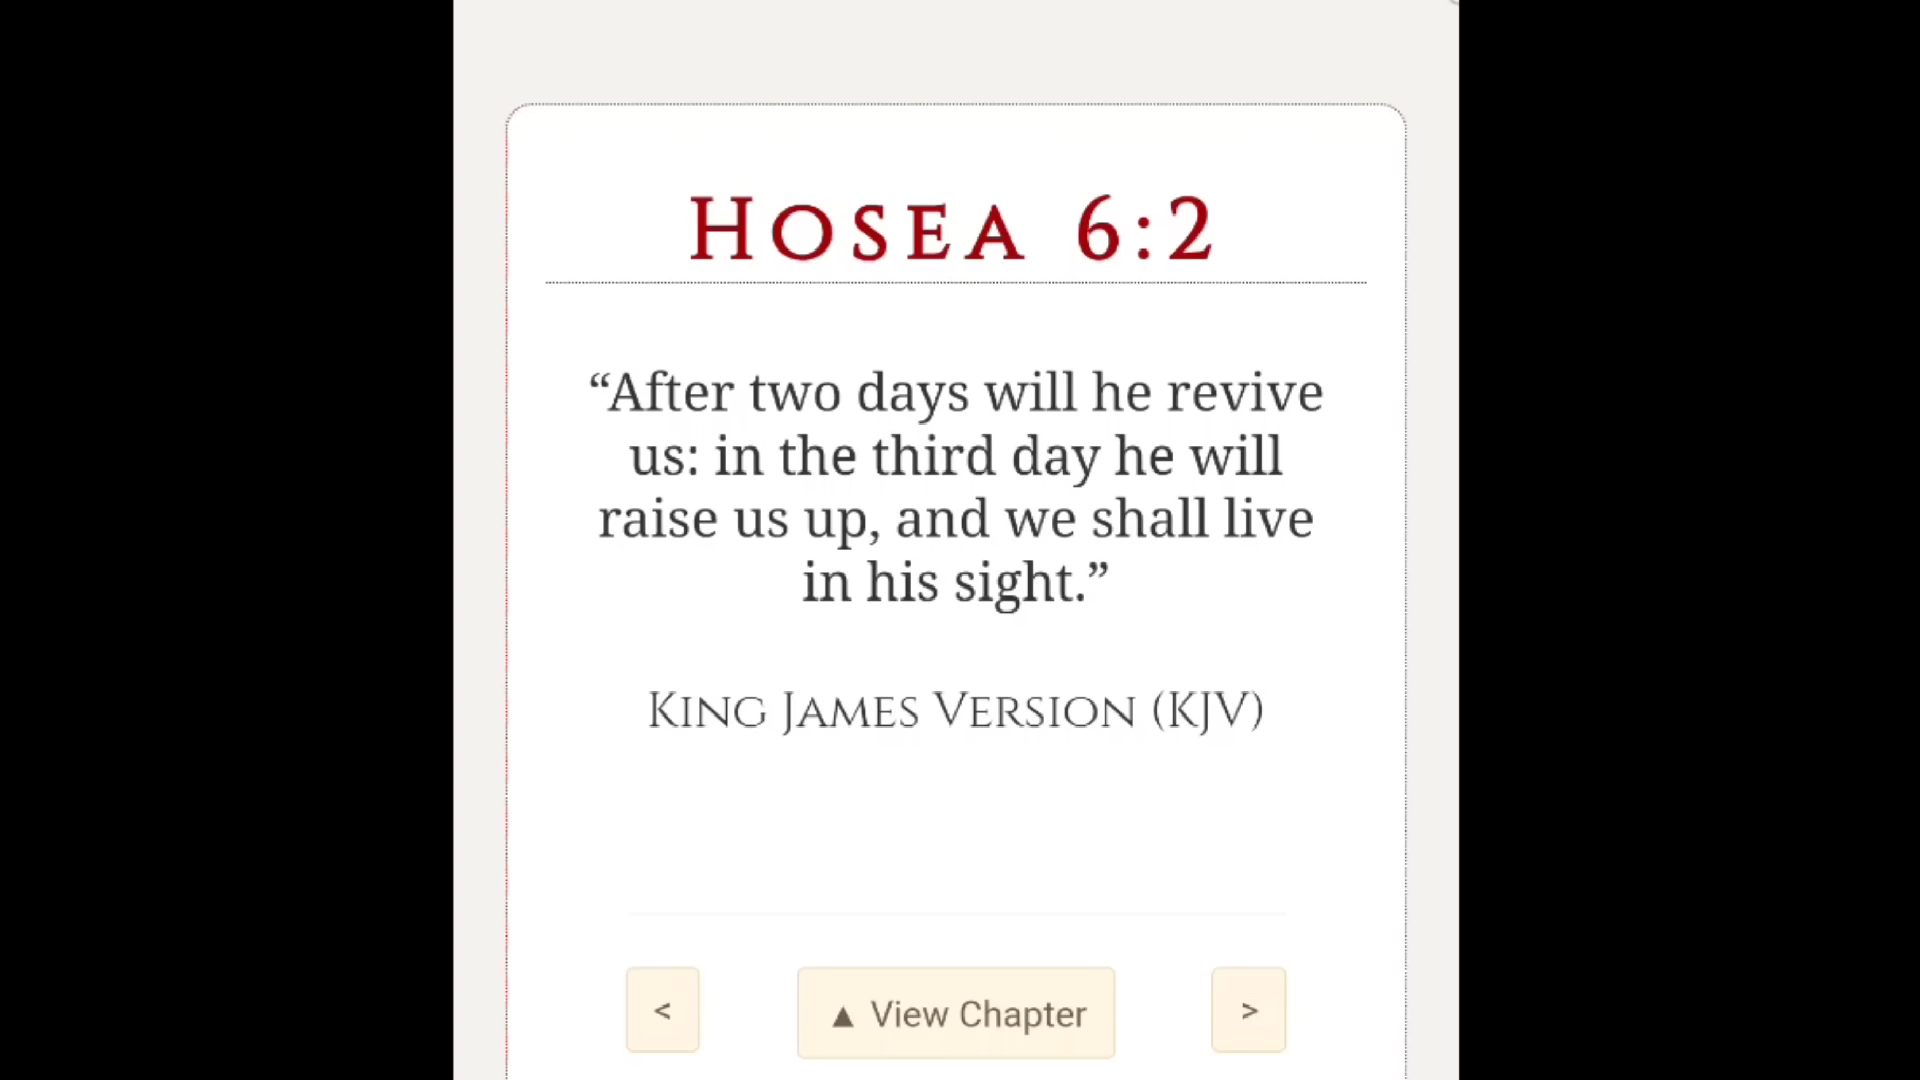 HOSEA 6:2
“After two days will he revive
us: in the third day he will
raise us up, and we shall live
in his sight.”
KING JAMES VERSION (KJV)
<
▲ View Chapter
>